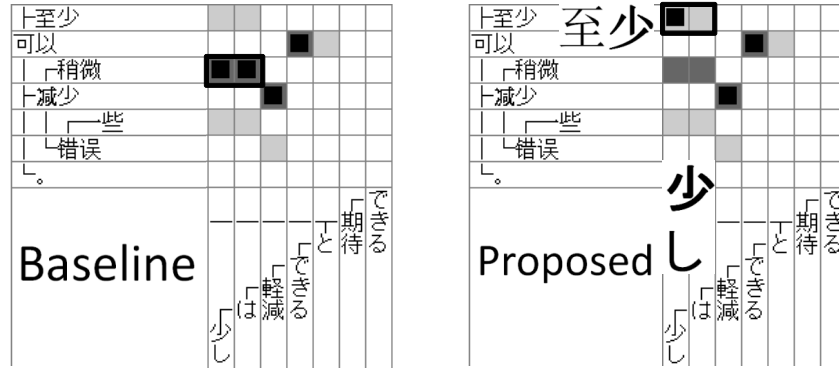 至少
可以
稍微
减少
一些
错误
。
少し
は
軽減
できる
と
期待
できる
Baseline
至少
至少
可以
稍微
减少
一些
错误
。
少し
少し
は
軽減
できる
と
期待
できる
Proposed